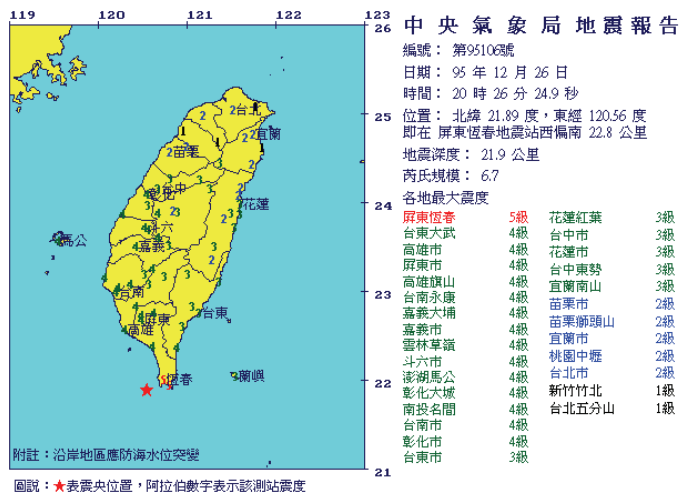 119 120 121 122 123
26
25
24
23
22
21
台北
宜蘭
苗栗
台中
彰化
花蓮
斗六
馬公
嘉義
台南
台東
屏東
高雄
恆春
蘭嶼
附註：沿岸地區應防海水位突變
圖說：★表震央位置，阿拉伯數字表示該測站震度
中央氣象局地震報告
編號： 第95106號
日期： 95 年 12 月 26 日
時間： 20 時 26 分 24.9 秒
位置： 北緯 21.89 度，東經 120.56 度
即在 屏東恆春地震站西偏南 22.8 公里
地震深度： 21.9 公里
芮氏規模： 6.7
各地最大震度
屏東恆春 5級
台東大武 4級
高雄市 4級
屏東市 4級
高雄旗山 4級
台南永康 4級
嘉義大埔 4級
嘉義市 4級
雲林草嶺 4級
斗六市 4級
澎湖馬公 4級
彰化大城 4級
南投名間 4級
台南市 4級
彰化市 4級
台東市 3級
花蓮紅葉 3級
台中市 3級
花蓮市 3級
台中東勢 3級
宜蘭南山 3級
苗栗市 2級
苗栗獅頭山 2級
宜蘭市 2級
桃園中壢 2級
台北市 2級
新竹竹北 1級
台北五分山 1級